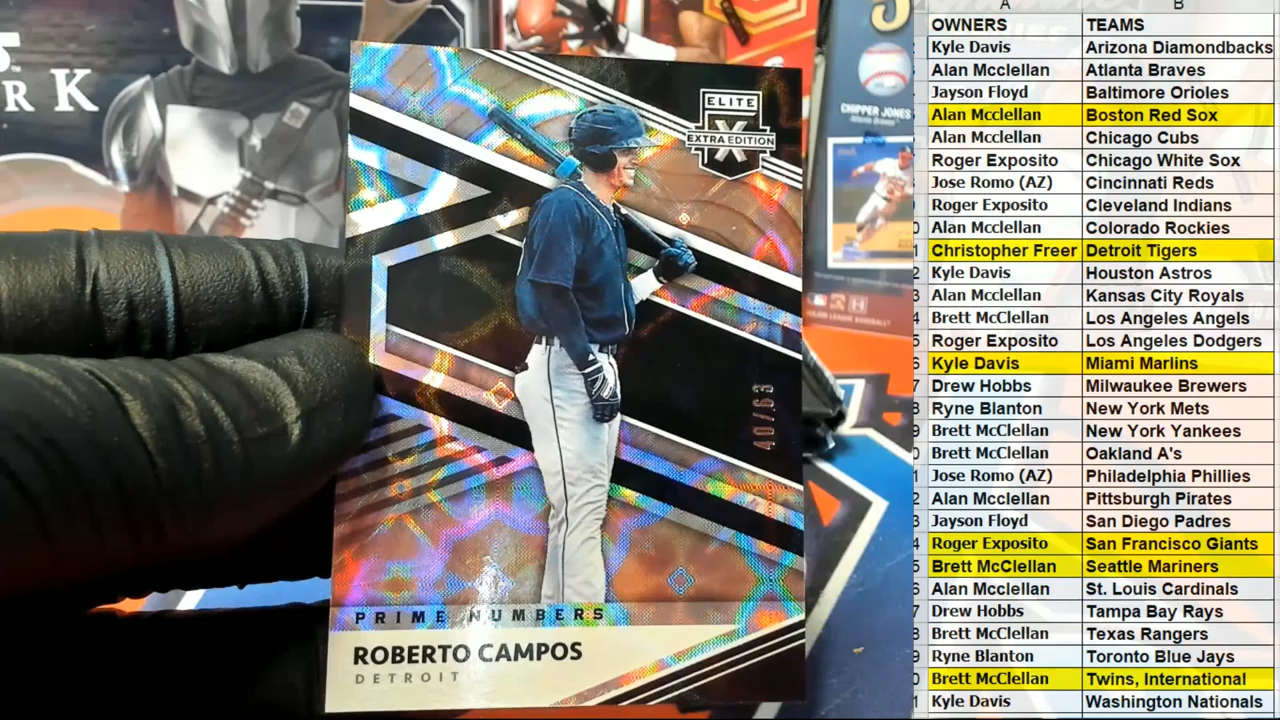 RK
ELITE
X
EXTRA EDITION
CHIPPER JONES
Atlanta Braves
40/63
PRIME NUMBERS
ROBERTO CAMPOS
DETROIT
A B
OWNERS TEAMS
Kyle Davis Arizona Diamondbacks
Alan Mcclellan Atlanta Braves
Jayson Floyd Baltimore Orioles
Alan Mcclellan Boston Red Sox
Alan Mcclellan Chicago Cubs
Roger Exposito Chicago White Sox
Jose Romo (AZ) Cincinnati Reds
Roger Exposito Cleveland Indians
Alan Mcclellan Colorado Rockies
Christopher Freer Detroit Tigers
Kyle Davis Houston Astros
Alan Mcclellan Kansas City Royals
Brett McClellan Los Angeles Angels
Roger Exposito Los Angeles Dodgers
Kyle Davis Miami Marlins
Drew Hobbs Milwaukee Brewers
Ryne Blanton New York Mets
Brett McClellan New York Yankees
Brett McClellan Oakland A's
Jose Romo (AZ) Philadelphia Phillies
Alan Mcclellan Pittsburgh Pirates
Jayson Floyd San Diego Padres
Roger Exposito San Francisco Giants
Brett McClellan Seattle Mariners
Alan Mcclellan St. Louis Cardinals
Drew Hobbs Tampa Bay Rays
Brett McClellan Texas Rangers
Ryne Blanton Toronto Blue Jays
Brett McClellan Twins, International
Kyle Davis Washington Nationals